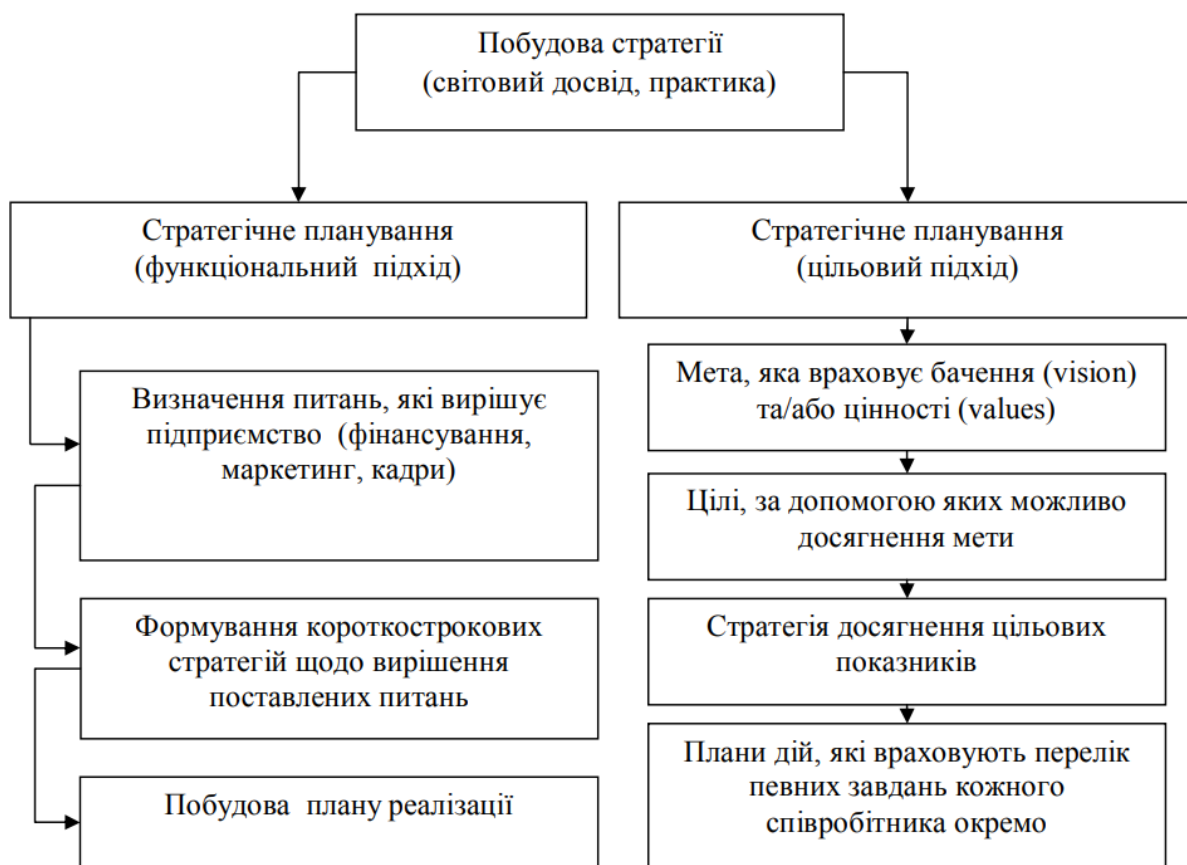 Побудова стратегії
(світовий досвід, практика)
Стратегічне планування
(функціональний підхід)
Визначення питань, які вирішує
підприємство (фінансування,
маркетинг, кадри)
Формування короткострокових
стратегій щодо вирішення
поставлених питань
Побудова плану реалізації
Стратегічне планування
(цільовий підхід)
Мета, яка враховує бачення (vision)
та/або цінності (values)
Цілі, за допомогою яких можливо
досягнення мети
Стратегія досягнення цільових
показників
Плани дій, які враховують перелік
певних завдань кожного
співробітника окремо